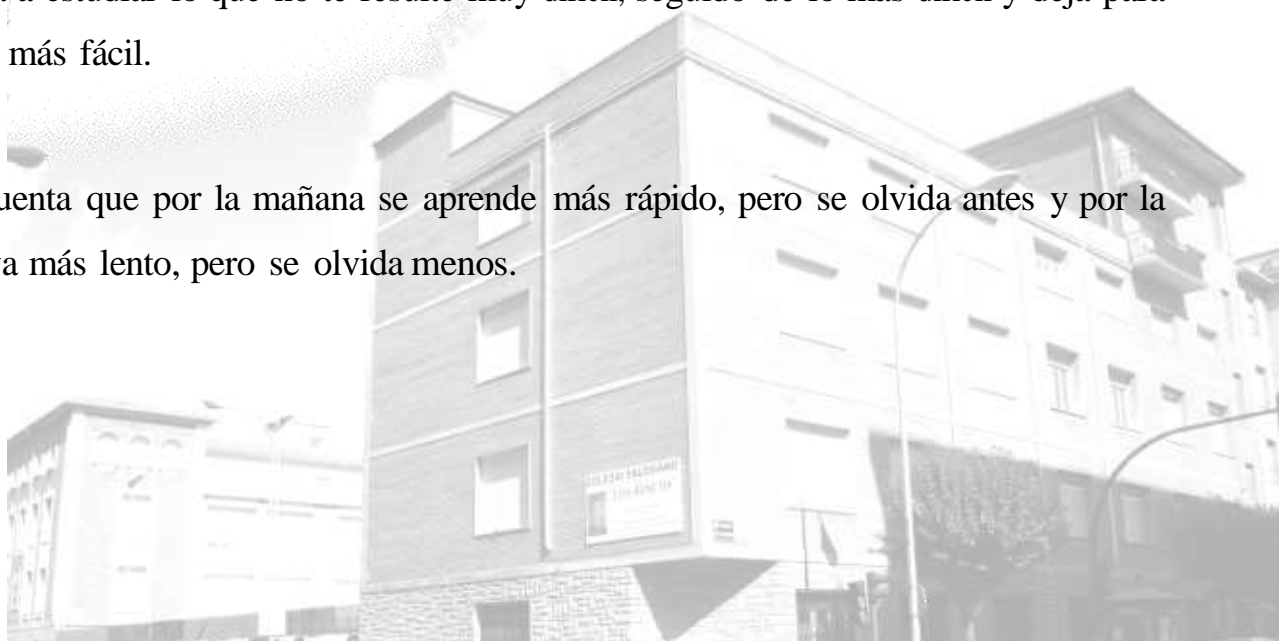 a estudiar lo que no te resulte muy difícil, seguido de lo más difícil y deja para
más fácil.
uenta que por la mañana se aprende más rápido, pero se olvida antes y por la
a más lento, pero se olvida menos.
COLEGIO SALESIANO